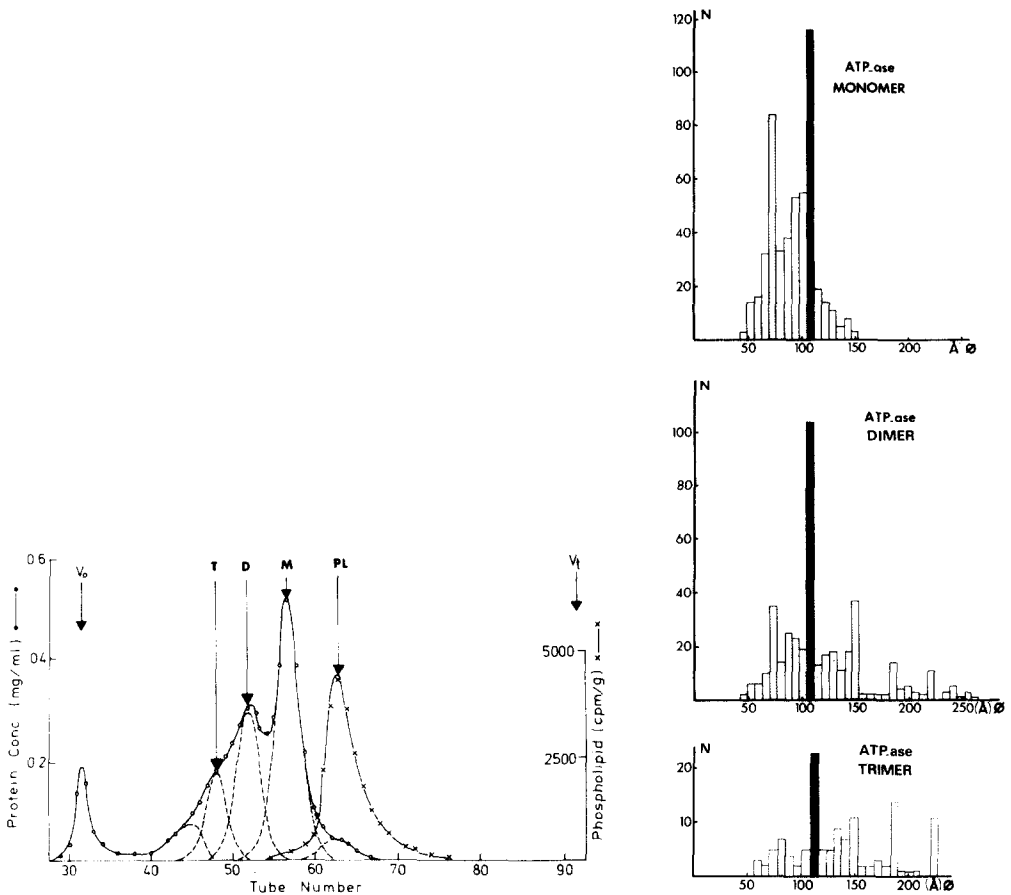 Protein Conc (mg/ml)
0.6
0.4
0.2
V₀
T
D
M
PL
Vt
5000
2500
Phospholipid (cpm/g)
30
40
50
60
70
80
90
Tube Number
N
120
100
80
60
40
20
ATP.ase
MONOMER
50
100
150
200
Å Ø
N
100
80
60
40
20
ATP.ase
DIMER
50
100
150
200
250
(Å) Ø
N
20
10
ATP.ase
TRIMER
50
100
150
200
(Å) Ø